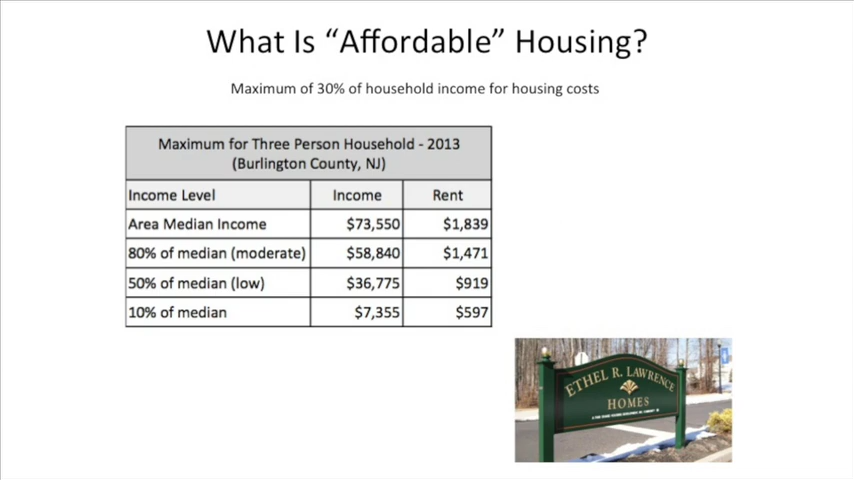 What Is “Affordable” Housing?
Maximum of 30% of household income for housing costs
Maximum for Three Person Household - 2013
(Burlington County, NJ)
Income Level Income Rent
Area Median Income $73,550 $1,839
80% of median (moderate) $58,840 $1,471
50% of median (low) $36,775 $919
10% of median $7,355 $597
ETHEL R. LAWRENCE
HOMES